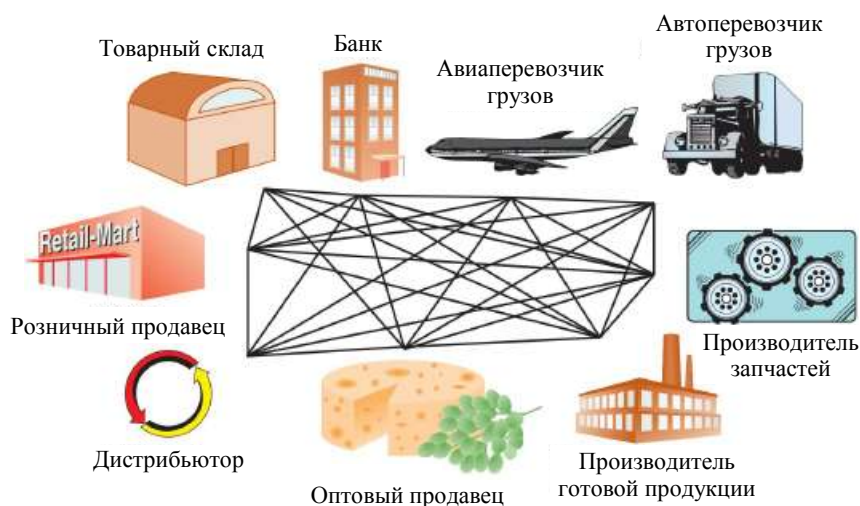 Товарный склад
Банк
Авиаперевозчик
грузов
Автоперевозчик
грузов
Retail-Mart
Розничный продавец
Производитель
запчастей
Дистрибьютор
Оптовый продавец
Производитель
готовой продукции